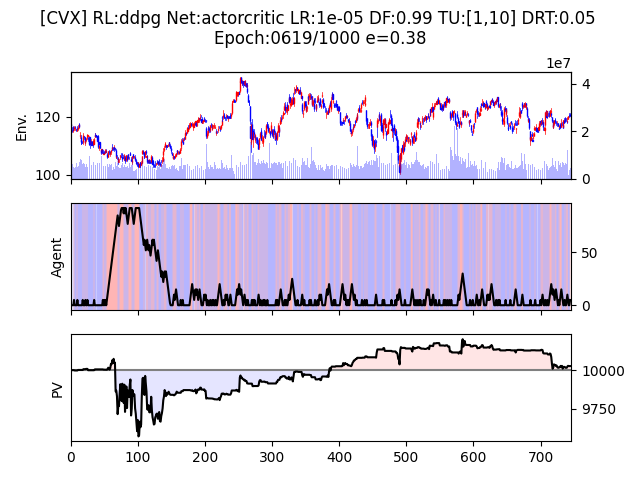 [CVX] RL:ddpg Net:actorcritic LR:1e-05 DF:0.99 TU:[1,10] DRT:0.05
Epoch:0619/1000 e=0.38
1e7
Env.
120
100
4
2
0
Agent
50
0
PV
10000
9750
0 100 200 300 400 500 600 700